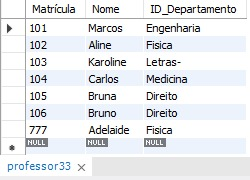 Matrícula Nome ID_Departamento
101 Marcos Engenharia
102 Aline Fisica
103 Karoline Letras-
104 Carlos Medicina
105 Bruna Direito
106 Bruno Direito
777 Adelaide Fisica
NULL NULL NULL
professor33